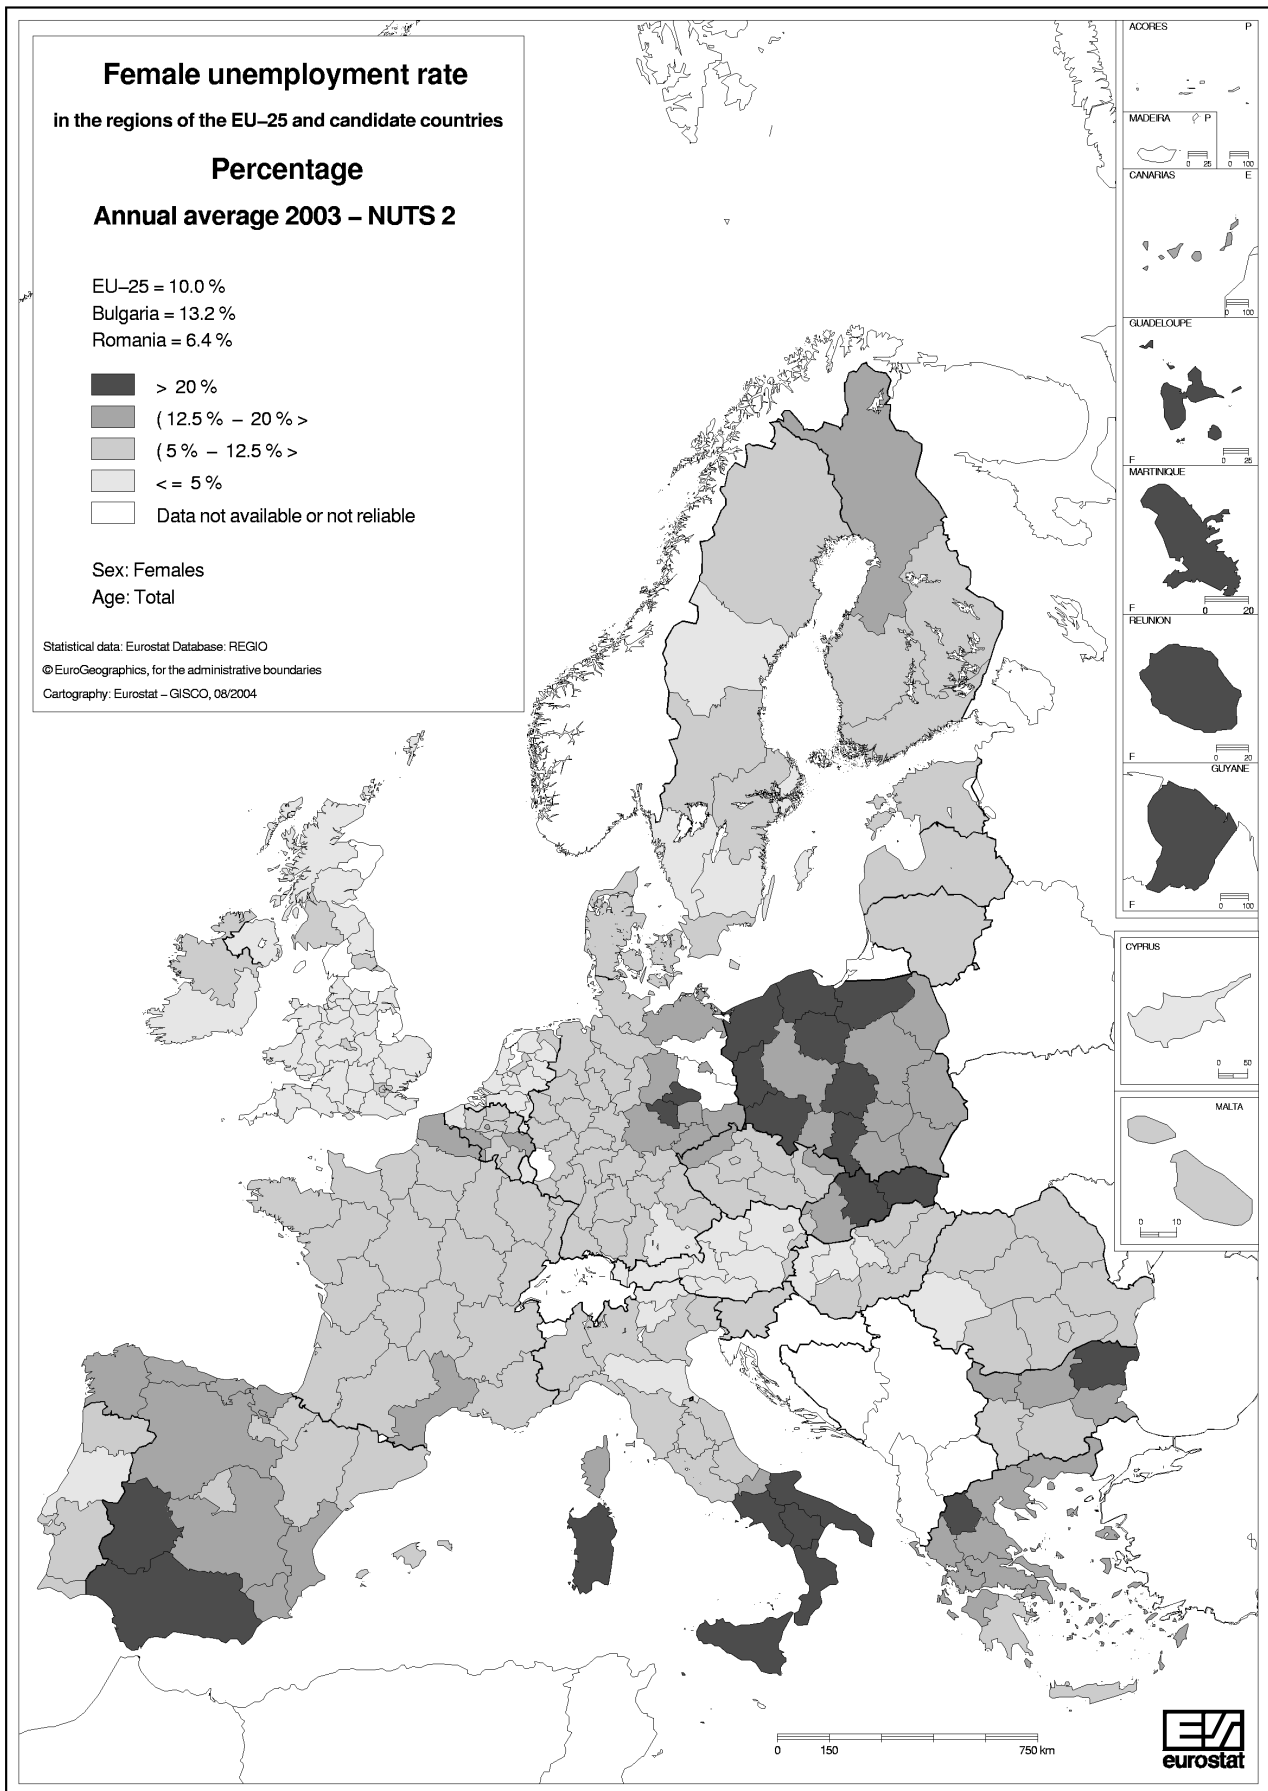 Female unemployment rate
in the regions of the EU–25 and candidate countries
Percentage
Annual average 2003 – NUTS 2
EU–25 = 10.0 %
Bulgaria = 13.2 %
Romania = 6.4 %
> 20 %
( 12.5 % – 20 % >
( 5 % – 12.5 % >
< = 5 %
Data not available or not reliable
Sex: Females
Age: Total
Statistical data: Eurostat Database: REGIO
© EuroGeographics, for the administrative boundaries
Cartography: Eurostat – GISCO, 08/2004
ACORES P
MADEIRA P
0 25
0 100
CANARIAS E
0 100
GUADELOUPE
F
0 25
MARTINIQUE
F
0 20
REUNION
F
0 20
GUYANE
F
0 100
CYPRUS
0 50
MALTA
0 10
0 150 750 km
eurostat